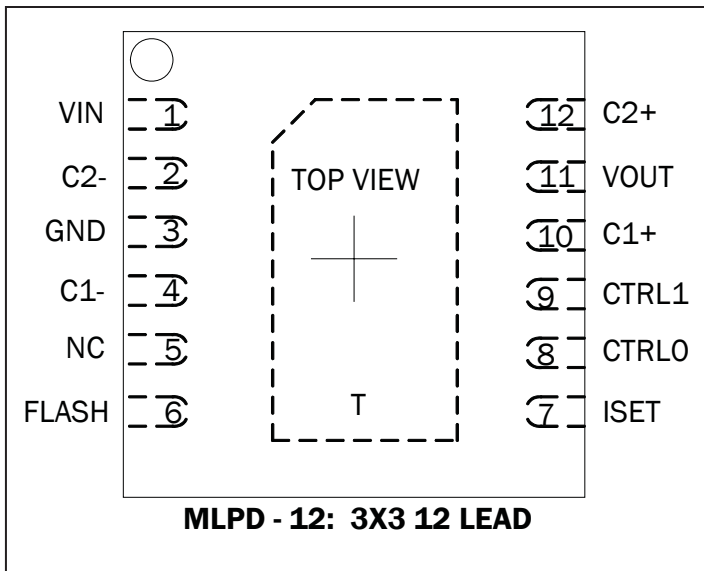 VIN 1 12 C2+
C2- 2 TOP VIEW 11 VOUT
GND 3 10 C1+
C1- 4 9 CTRL1
NC 5 8 CTRL0
FLASH 6 T 7 ISET
MLPD - 12: 3X3 12 LEAD